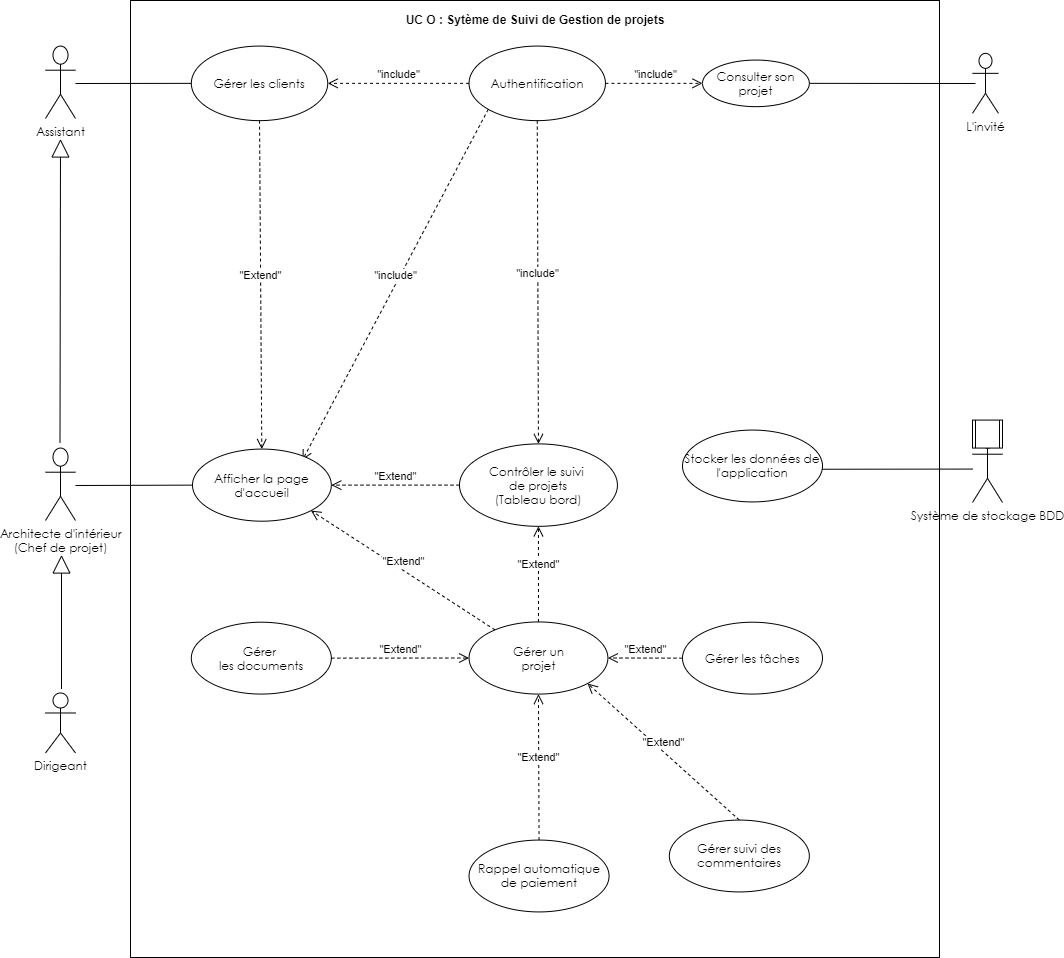 UC O : Sytème de Suivi de Gestion de projets
Gérer les clients
"include"
Authentification
"include"
Consulter son
projet
Assistant
L'invité
"Extend"
"include"
"include"
Afficher la page
d'accueil
"Extend"
Contrôler le suivi
de projets
(Tableau bord)
Stocker les données de
l'application
Architecte d'intérieur
(Chef de projet)
Système de stockage BDD
"Extend"
"Extend"
Gérer
les documents
"Extend"
Gérer un
projet
"Extend"
Gérer les tâches
Dirigeant
"Extend"
"Extend"
Rappel automatique
de paiement
Gérer suivi des
commentaires